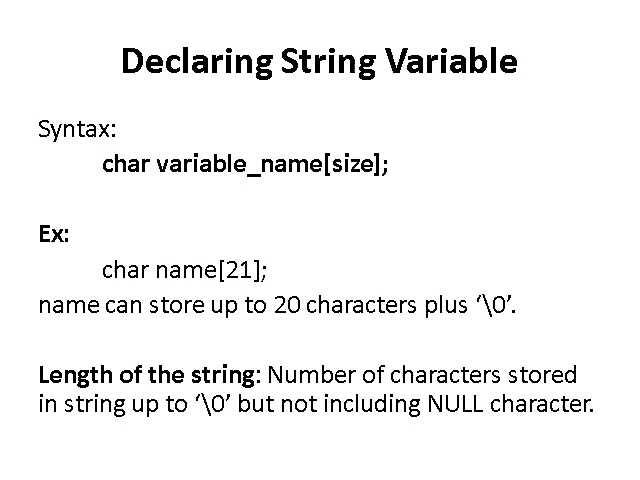 Declaring String Variable
Syntax:
char variable_name[size];
Ex:
char name[21];
name can store up to 20 characters plus ‘\0’.
Length of the string: Number of characters stored
in string up to ‘\0’ but not including NULL character.